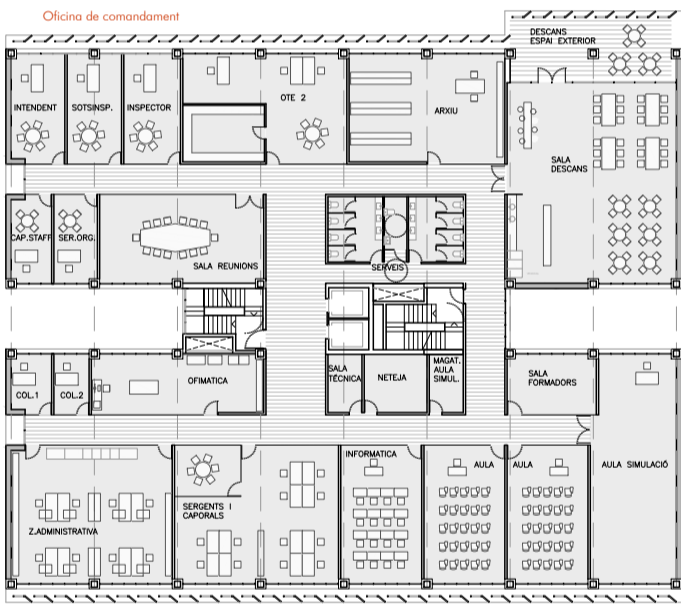 Oficina de comandament
DESCANS
ESPAI EXTERIOR
INTENDENT
SOTSINSP.
INSPECTOR
OTE 2
ARXIU
SALA
DESCANS
CAP.STAFF
SER.ORG.
SALA REUNIONS
SERVEIS
COL.1
COL.2
OFIMATICA
SALA
TÈCNICA
NETEJA
MAGAT.
AULA
SIMUL.
SALA
FORMADORS
INFORMATICA
AULA
AULA
AULA SIMULACIÓ
SERGENTS I
CAPORALS
Z.ADMINISTRATIVA